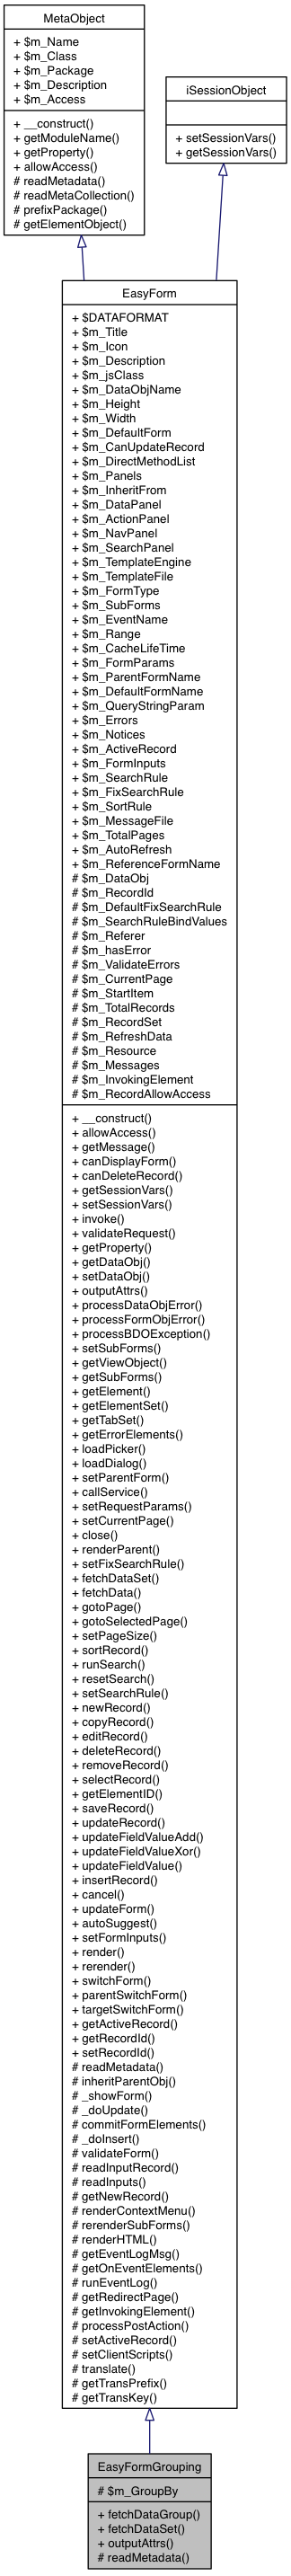 MetaObject
+ $m_Name
+ $m_Class
+ $m_Package
+ $m_Description
+ $m_Access
+ __construct()
+ getModuleName()
+ getProperty()
+ allowAccess()
# readMetadata()
# readMetaCollection()
# prefixPackage()
# getElementObject()
iSessionObject
+ setSessionVars()
+ getSessionVars()
EasyForm
+ $DATAFORMAT
+ $m_Title
+ $m_Icon
+ $m_Description
+ $m_jsClass
+ $m_DataObjName
+ $m_Height
+ $m_Width
+ $m_DefaultForm
+ $m_CanUpdateRecord
+ $m_DirectMethodList
+ $m_Panels
+ $m_InheritFrom
+ $m_DataPanel
+ $m_ActionPanel
+ $m_NavPanel
+ $m_SearchPanel
+ $m_TemplateEngine
+ $m_TemplateFile
+ $m_FormType
+ $m_SubForms
+ $m_EventName
+ $m_Range
+ $m_CacheLifeTime
+ $m_FormParams
+ $m_ParentFormName
+ $m_DefaultFormName
+ $m_QueryStringParam
+ $m_Errors
+ $m_Notices
+ $m_ActiveRecord
+ $m_FormInputs
+ $m_SearchRule
+ $m_FixSearchRule
+ $m_SortRule
+ $m_MessageFile
+ $m_TotalPages
+ $m_AutoRefresh
+ $m_ReferenceFormName
# $m_DataObj
# $m_RecordId
# $m_DefaultFixSearchRule
# $m_SearchRuleBindValues
# $m_Referer
# $m_hasError
# $m_ValidateErrors
# $m_CurrentPage
# $m_StartItem
# $m_TotalRecords
# $m_RecordSet
# $m_RefreshData
# $m_Resource
# $m_Messages
# $m_InvokingElement
# $m_RecordAllowAccess
+ __construct()
+ allowAccess()
+ getMessage()
+ canDisplayForm()
+ canDeleteRecord()
+ getSessionVars()
+ setSessionVars()
+ invoke()
+ validateRequest()
+ getProperty()
+ getDataObj()
+ setDataObj()
+ outputAttrs()
+ processDataObjError()
+ processFormObjError()
+ processBDOException()
+ setSubForms()
+ getViewObject()
+ getSubForms()
+ getElement()
+ getElementSet()
+ getTabSet()
+ getErrorElements()
+ loadPicker()
+ loadDialog()
+ setParentForm()
+ callService()
+ setRequestParams()
+ setCurrentPage()
+ close()
+ renderParent()
+ setFixSearchRule()
+ fetchDataSet()
+ fetchData()
+ gotoPage()
+ gotoSelectedPage()
+ setPageSize()
+ sortRecord()
+ runSearch()
+ resetSearch()
+ setSearchRule()
+ newRecord()
+ copyRecord()
+ editRecord()
+ deleteRecord()
+ removeRecord()
+ selectRecord()
+ getElementID()
+ saveRecord()
+ updateRecord()
+ updateFieldValueAdd()
+ updateFieldValueXor()
+ updateFieldValue()
+ insertRecord()
+ cancel()
+ updateForm()
+ autoSuggest()
+ setFormInputs()
+ render()
+ rerender()
+ switchForm()
+ parentSwitchForm()
+ targetSwitchForm()
+ getActiveRecord()
+ getRecordId()
+ setRecordId()
# readMetadata()
# inheritParentObj()
# _showForm()
# _doUpdate()
# commitFormElements()
# _doInsert()
# validateForm()
# readInputRecord()
# readInputs()
# getNewRecord()
# renderContextMenu()
# rerenderSubForms()
# renderHTML()
# getEventLogMsg()
# getOnEventElements()
# runEventLog()
# getRedirectPage()
# getInvokingElement()
# processPostAction()
# setActiveRecord()
# setClientScripts()
# translate()
# getTransPrefix()
# getTransKey()
EasyFormGrouping
# $m_GroupBy
+ fetchDataGroup()
+ fetchDataSet()
+ outputAttrs()
# readMetadata()